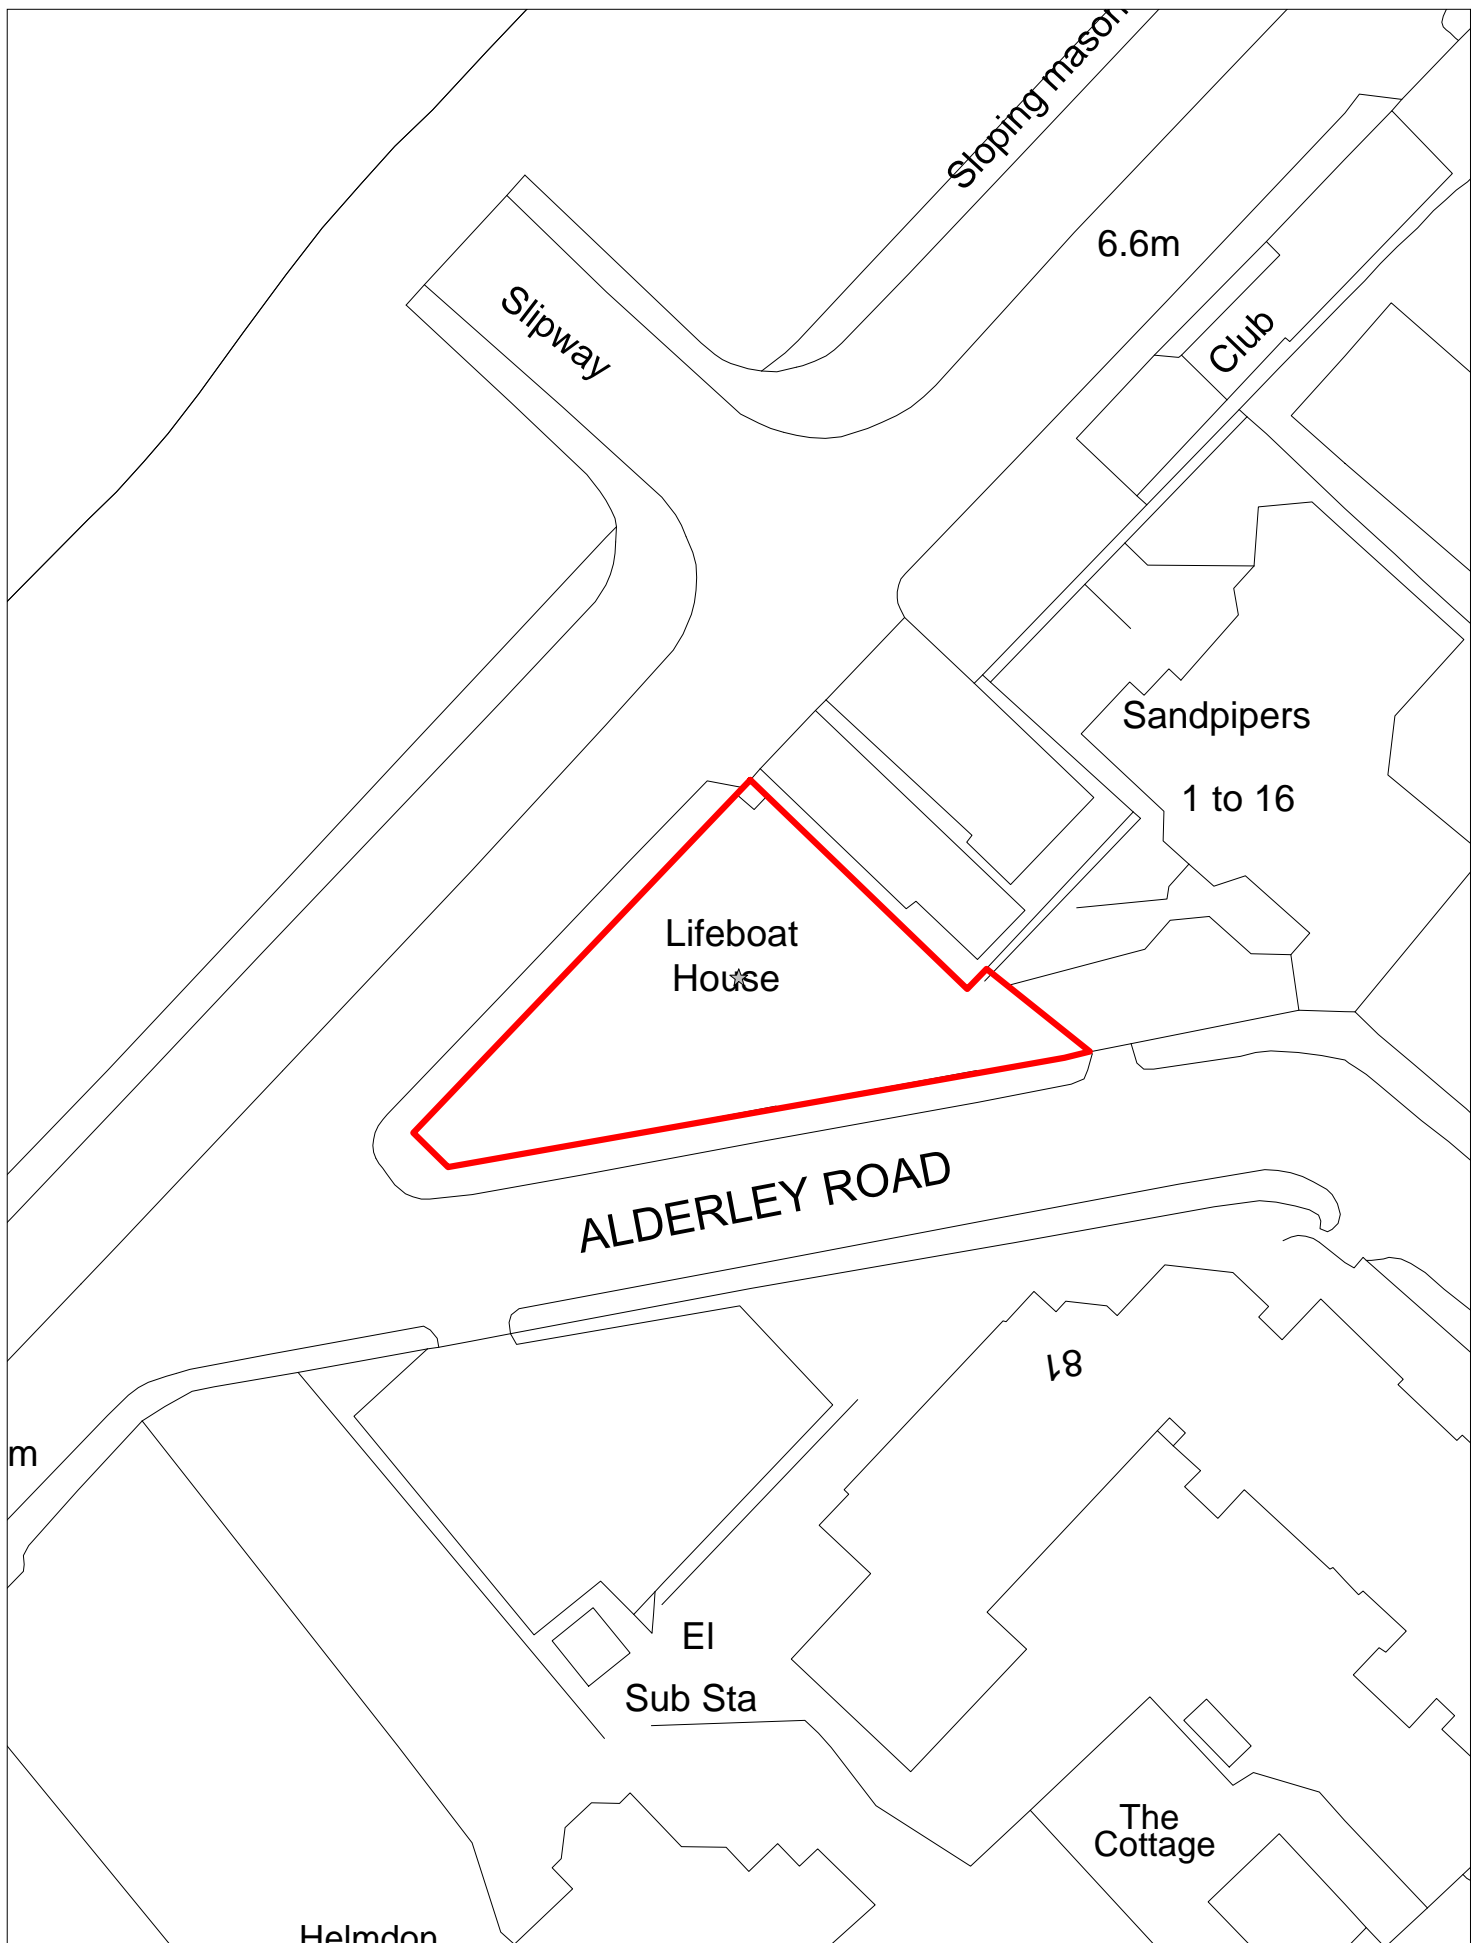 Sloping mason
6.6m
Slipway
Club
Sandpipers
1 to 16
Lifeboat
House
ALDERLEY ROAD
81
m
El
Sub Sta
The
Cottage
Helmdon